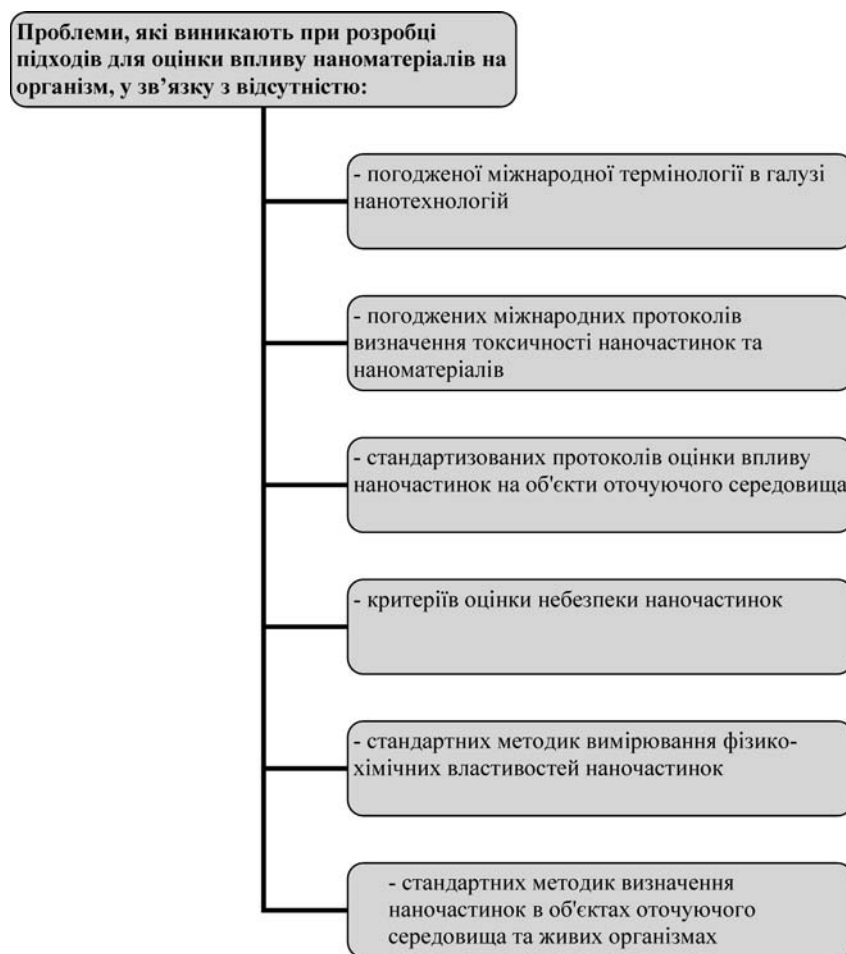 Проблеми, які виникають при розробці
підходів для оцінки впливу наноматеріалів на
організм, у зв’язку з відсутністю:
- погодженої міжнародної термінології в галузі
нанотехнологій
- погоджених міжнародних протоколів
визначення токсичності наночастинок та
наноматеріалів
- стандартизованих протоколів оцінки впливу
наночастинок на об'єкти оточуючого середовища
- критеріїв оцінки небезпеки наночастинок
- стандартних методик вимірювання фізико-
хімічних властивостей наночастинок
- стандартних методик визначення
наночастинок в об'єктах оточуючого
середовища та живих організмах